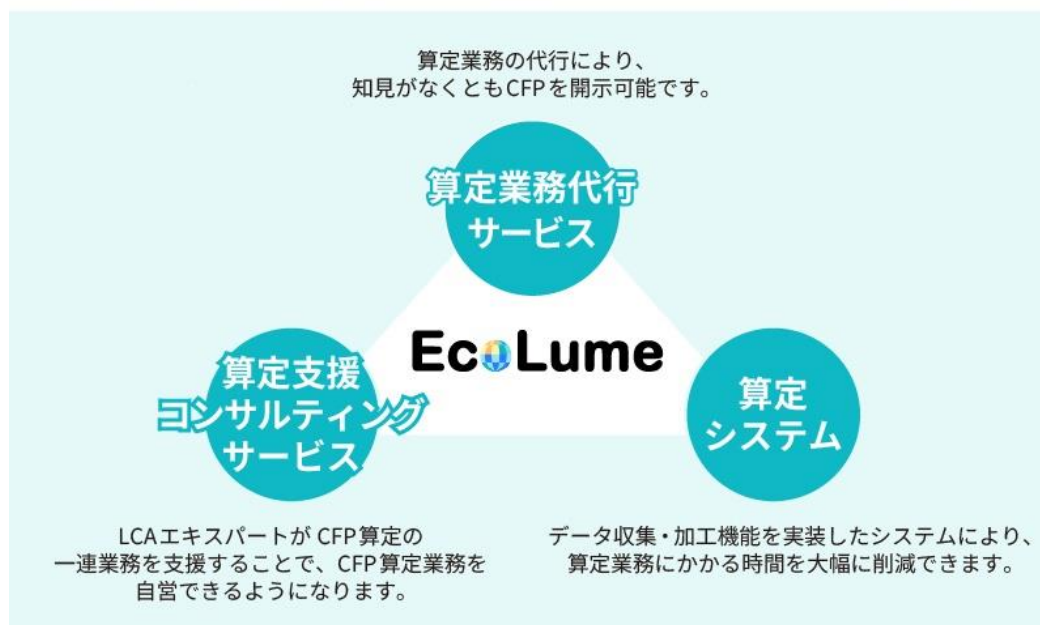 算定業務の代行により、
知見がなくともCFPを開示可能です。
算定業務代行
サービス
EcoLume
算定支援
コンサルティング
サービス
算定
システム
LCAエキスパートが CFP算定の
一連業務を支援することで、CFP算定業務を
自営できるようになります。
データ収集・加工機能を実装したシステムにより、
算定業務にかかる時間を大幅に削減できます。